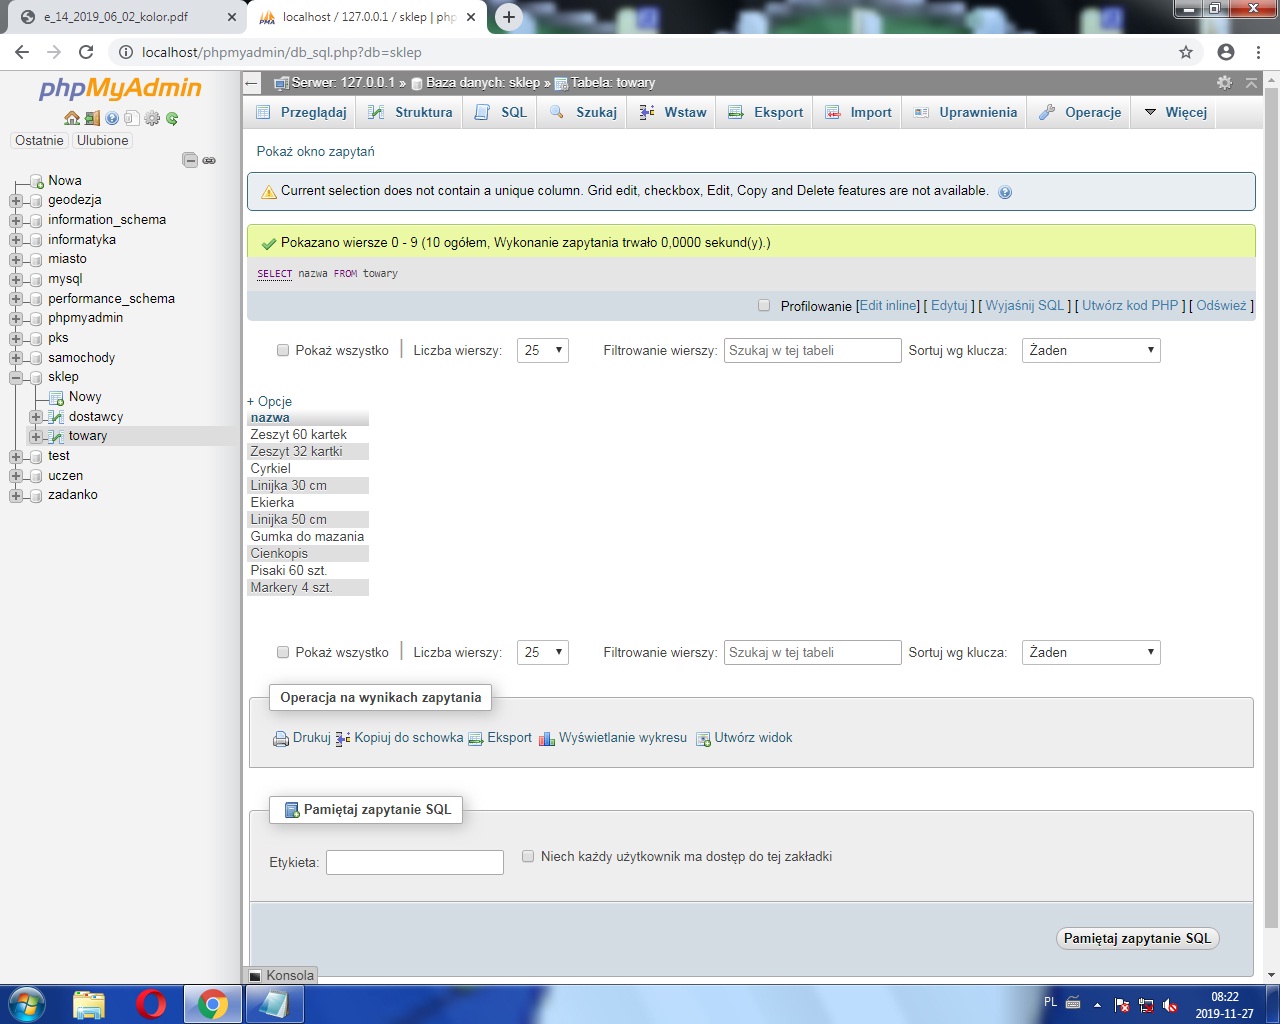 e_14_2019_06_02_kolor.pdf
localhost / 127.0.0.1 / sklep | php
localhost/phpmyadmin/db_sql.php?db=sklep
phpMyAdmin
Ostatnie Ulubione
Nowa
geodezja
information_schema
informatyka
miasto
mysql
performance_schema
phpmyadmin
pks
samochody
sklep
Nowy
dostawcy
towary
test
uczen
zadanko
Serwer: 127.0.0.1 » Baza danych: sklep » Tabela: towary
Przeglądaj Struktura SQL Szukaj Wstaw Eksport Import Uprawnienia Operacje Więcej
Pokaż okno zapytań
Current selection does not contain a unique column. Grid edit, checkbox, Edit, Copy and Delete features are not available.
Pokazano wiersze 0 - 9 (10 ogółem, Wykonanie zapytania trwało 0,0000 sekund(y).)
SELECT nazwa FROM towary
Profilowanie [Edit inline] [ Edytuj ] [ Wyjaśnij SQL ] [ Utwórz kod PHP ] [ Odśwież ]
Pokaż wszystko | Liczba wierszy: 25 Filtrowanie wierszy: Szukaj w tej tabeli Sortuj wg klucza: Żaden
+ Opcje
nazwa
Zeszyt 60 kartek
Zeszyt 32 kartki
Cyrkiel
Linijka 30 cm
Ekierka
Linijka 50 cm
Gumka do mazania
Cienkopis
Pisaki 60 szt.
Markery 4 szt.
Pokaż wszystko | Liczba wierszy: 25 Filtrowanie wierszy: Szukaj w tej tabeli Sortuj wg klucza: Żaden
Operacja na wynikach zapytania
Drukuj Kopiuj do schowka Eksport Wyświetlanie wykresu Utwórz widok
Pamiętaj zapytanie SQL
Etykieta: Niech każdy użytkownik ma dostęp do tej zakładki
Pamiętaj zapytanie SQL
Konsola
PL
08:22
2019-11-27